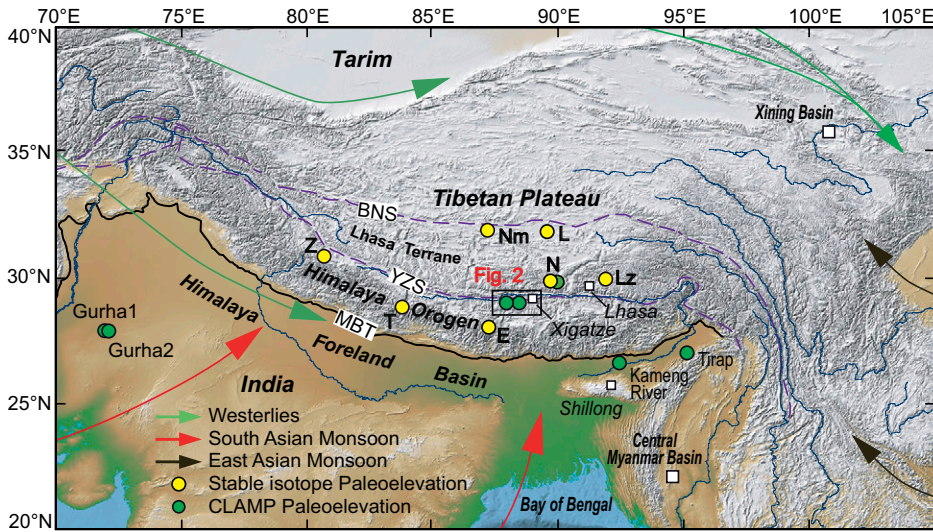 70°E 75°E 80°E 85°E 90°E 95°E 100°E 105°E
40°N
Tarim
Xining Basin
35°N
Tibetan Plateau
BNS
Nm
L
Lhasa Terrane
Z
30°N
YZS
N
Lz
Fig. 2
Himalaya
Orogen
Lhasa
Himalaya
MBT
T
E
Xigatze
Gurha1
Gurha2
Foreland
Basin
Tirap
Kameng
River
India
Shillong
25°N
Westerlies
South Asian Monsoon
East Asian Monsoon
Stable isotope Paleoelevation
CLAMP Paleoelevation
Central
Myanmar Basin
Bay of Bengal
20°N